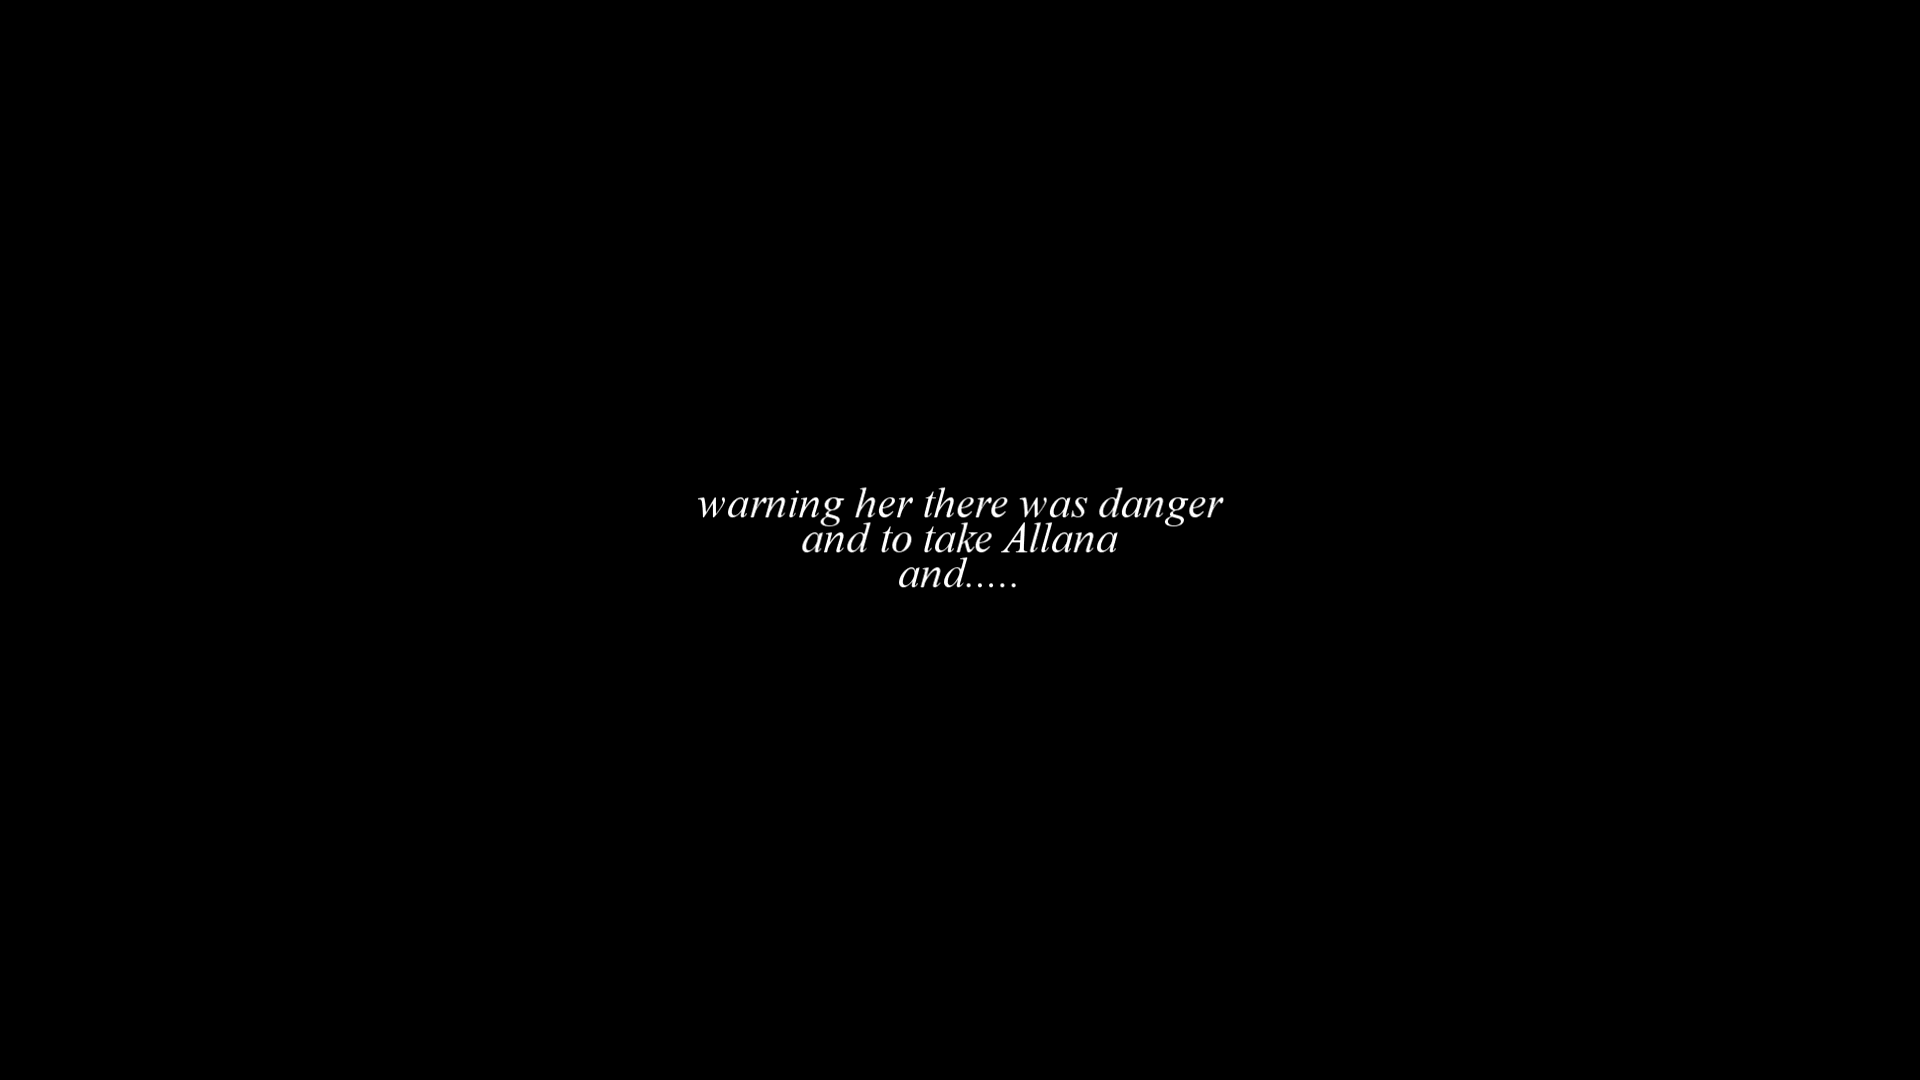 warning her there was danger
and to take Allana
and.....